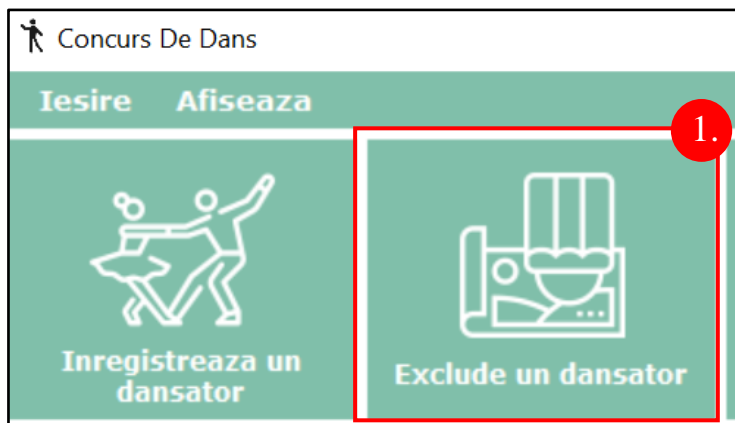 Concurs De Dans
Iesire Afiseaza
1.
Inregistreaza un
dansator
Exclude un dansator